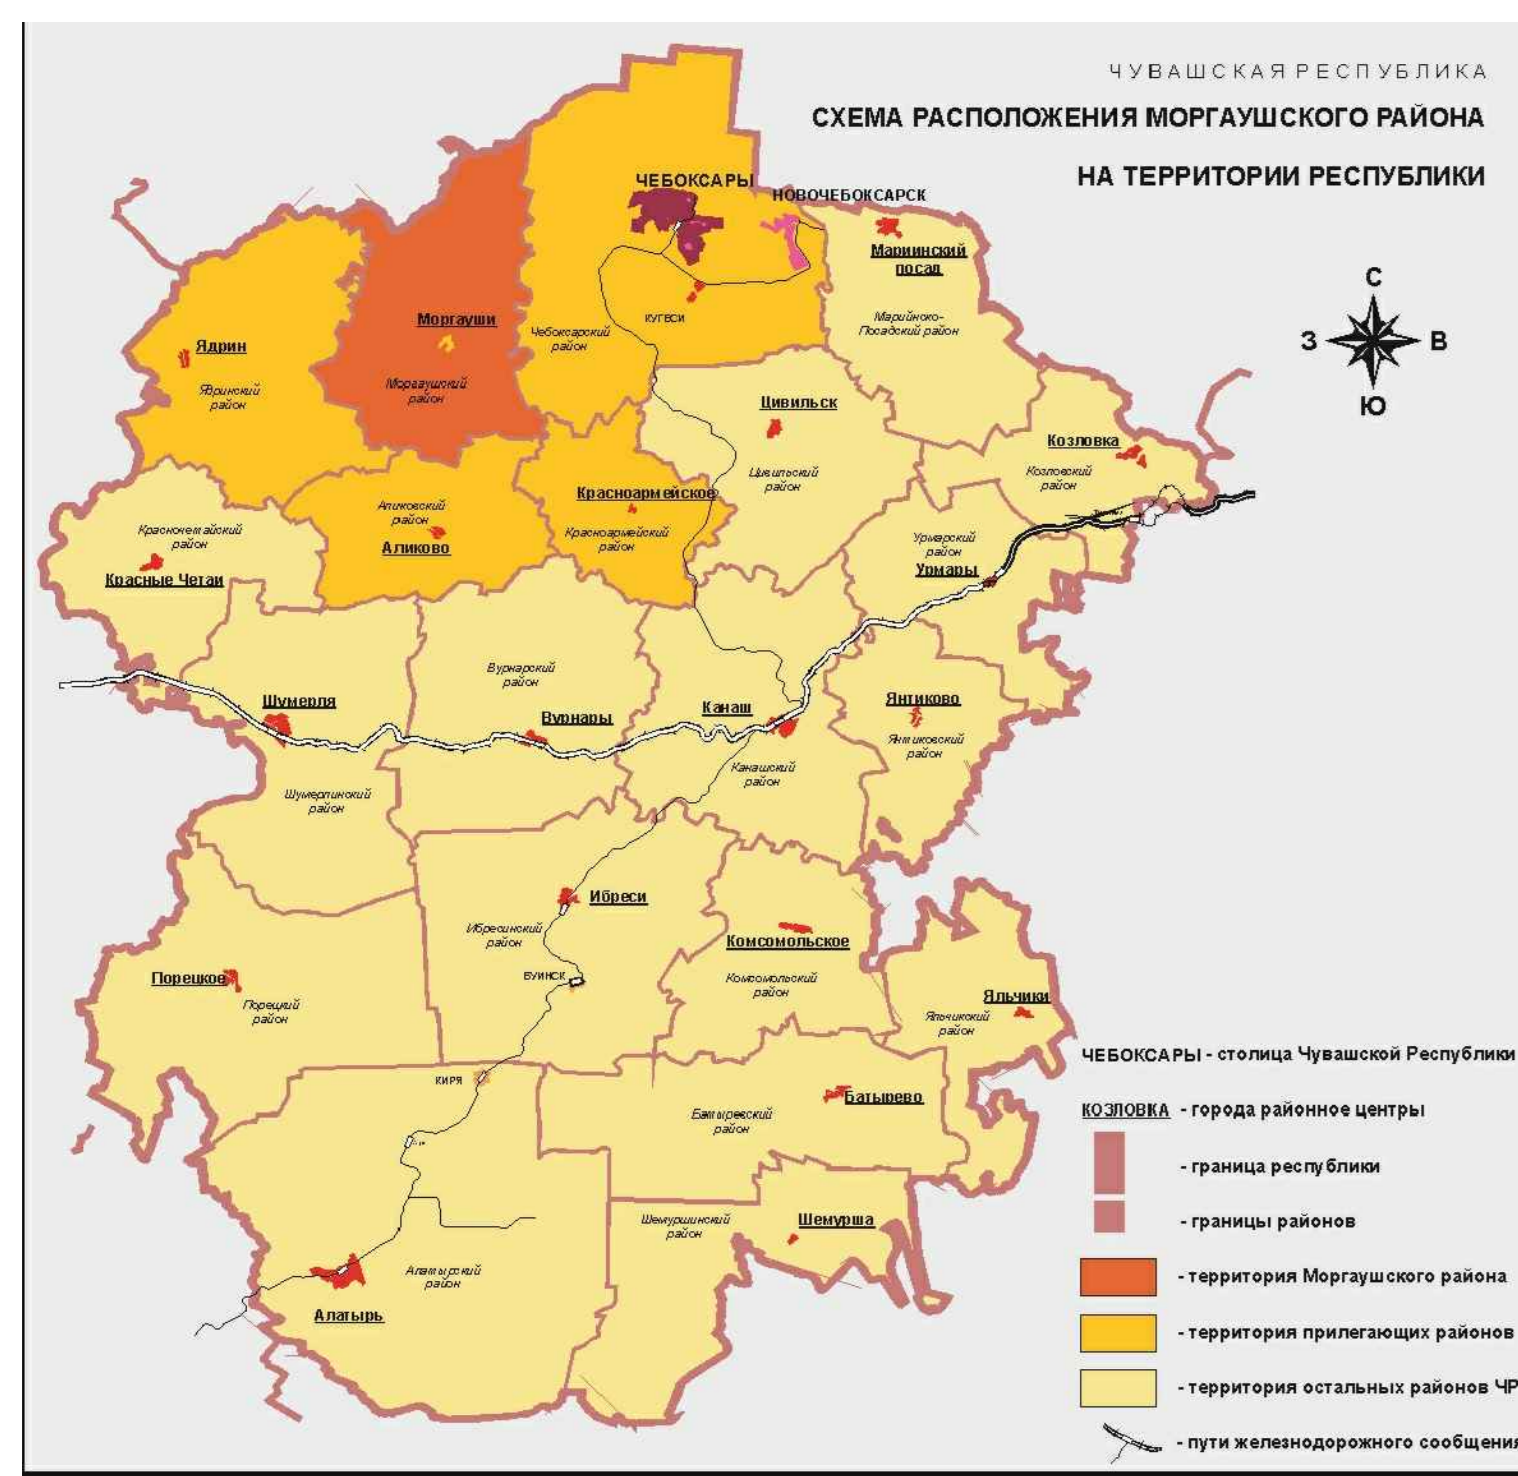 ЧУВАШСКАЯ РЕСПУБЛИКА
СХЕМА РАСПОЛОЖЕНИЯ МОРГАУШСКОГО РАЙОНА
НА ТЕРРИТОРИИ РЕСПУБЛИКИ
ЧЕБОКСАРЫ
НОВОЧЕБОКСАРСК
Мариинский
посад
С
Моргауши
КУГЕСИ
Чебоксарский
район
Марийнско-
Посадский район
З
В
Ядрин
Ядринский
район
Моргаушский
район
Ю
Цивильск
Козловка
Цивильский
район
Козловский
район
Красноармейское
Аликовский
район
Красночетайский
район
Красноармейский
район
Урмарский
район
Аликово
Урмары
Красные Четаи
Вурнарский
район
Шумерля
Вурнары
Канаш
Янтиково
Янтиковский
район
Канашский
район
Шумерлинский
район
Ибреси
Ибресинский
район
Комсомольское
Порецкое
БУИНСК
Комсомольский
район
Яльчики
Порецкий
район
Яльчикский
район
КИРЯ
Батырево
Батыревский
район
Шемуршинский
район
Шемурша
Алатырский
район
Алатырь
ЧЕБОКСАРЫ - столица Чувашской Республики
КОЗЛОВКА - города районное центры
- граница республики
- границы районов
- территория Моргаушского района
- территория прилегающих районов
- территория остальных районов ЧР
- пути железнодорожного сообщения